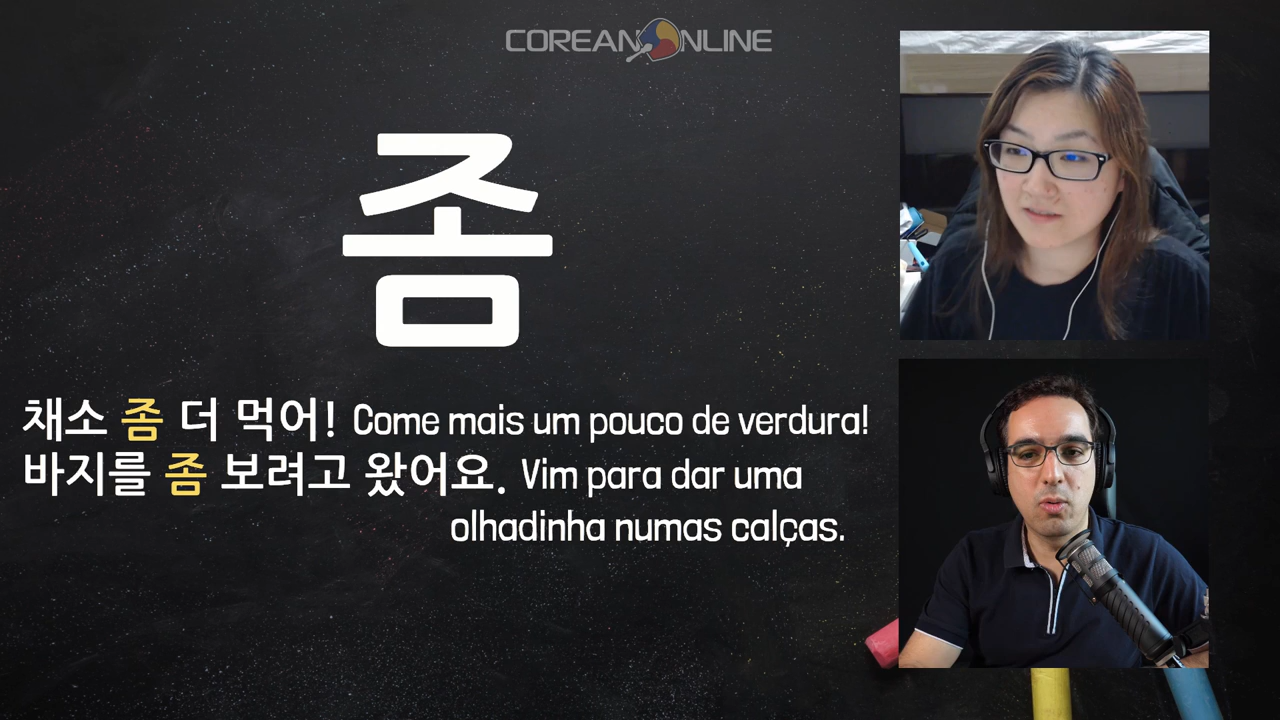 COREANONLINE
좀
채소 좀 더 먹어! Come mais um pouco de verdura!
바지를 좀 보려고 왔어요. Vim para dar uma
olhadinha numas calças.